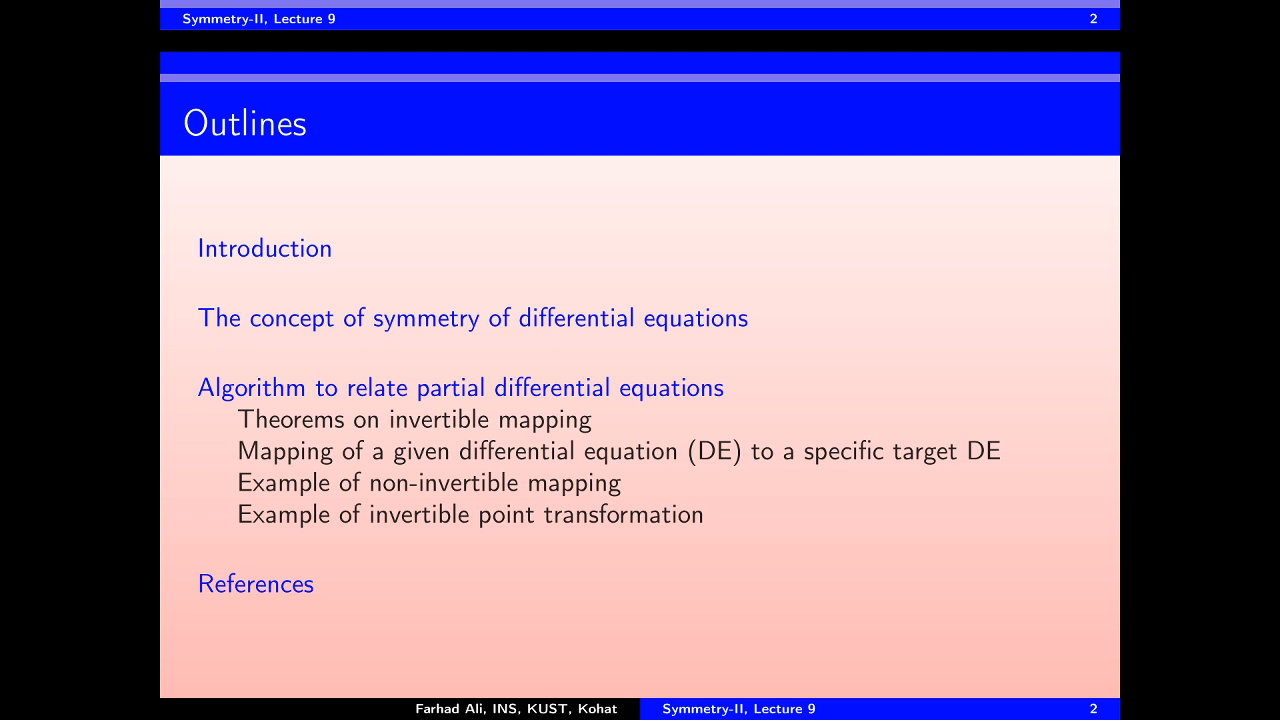 Symmetry-II, Lecture 9 2
Outlines
Introduction
The concept of symmetry of differential equations
Algorithm to relate partial differential equations
Theorems on invertible mapping
Mapping of a given differential equation (DE) to a specific target DE
Example of non-invertible mapping
Example of invertible point transformation
References
Farhad Ali, INS, KUST, Kohat Symmetry-II, Lecture 9 2